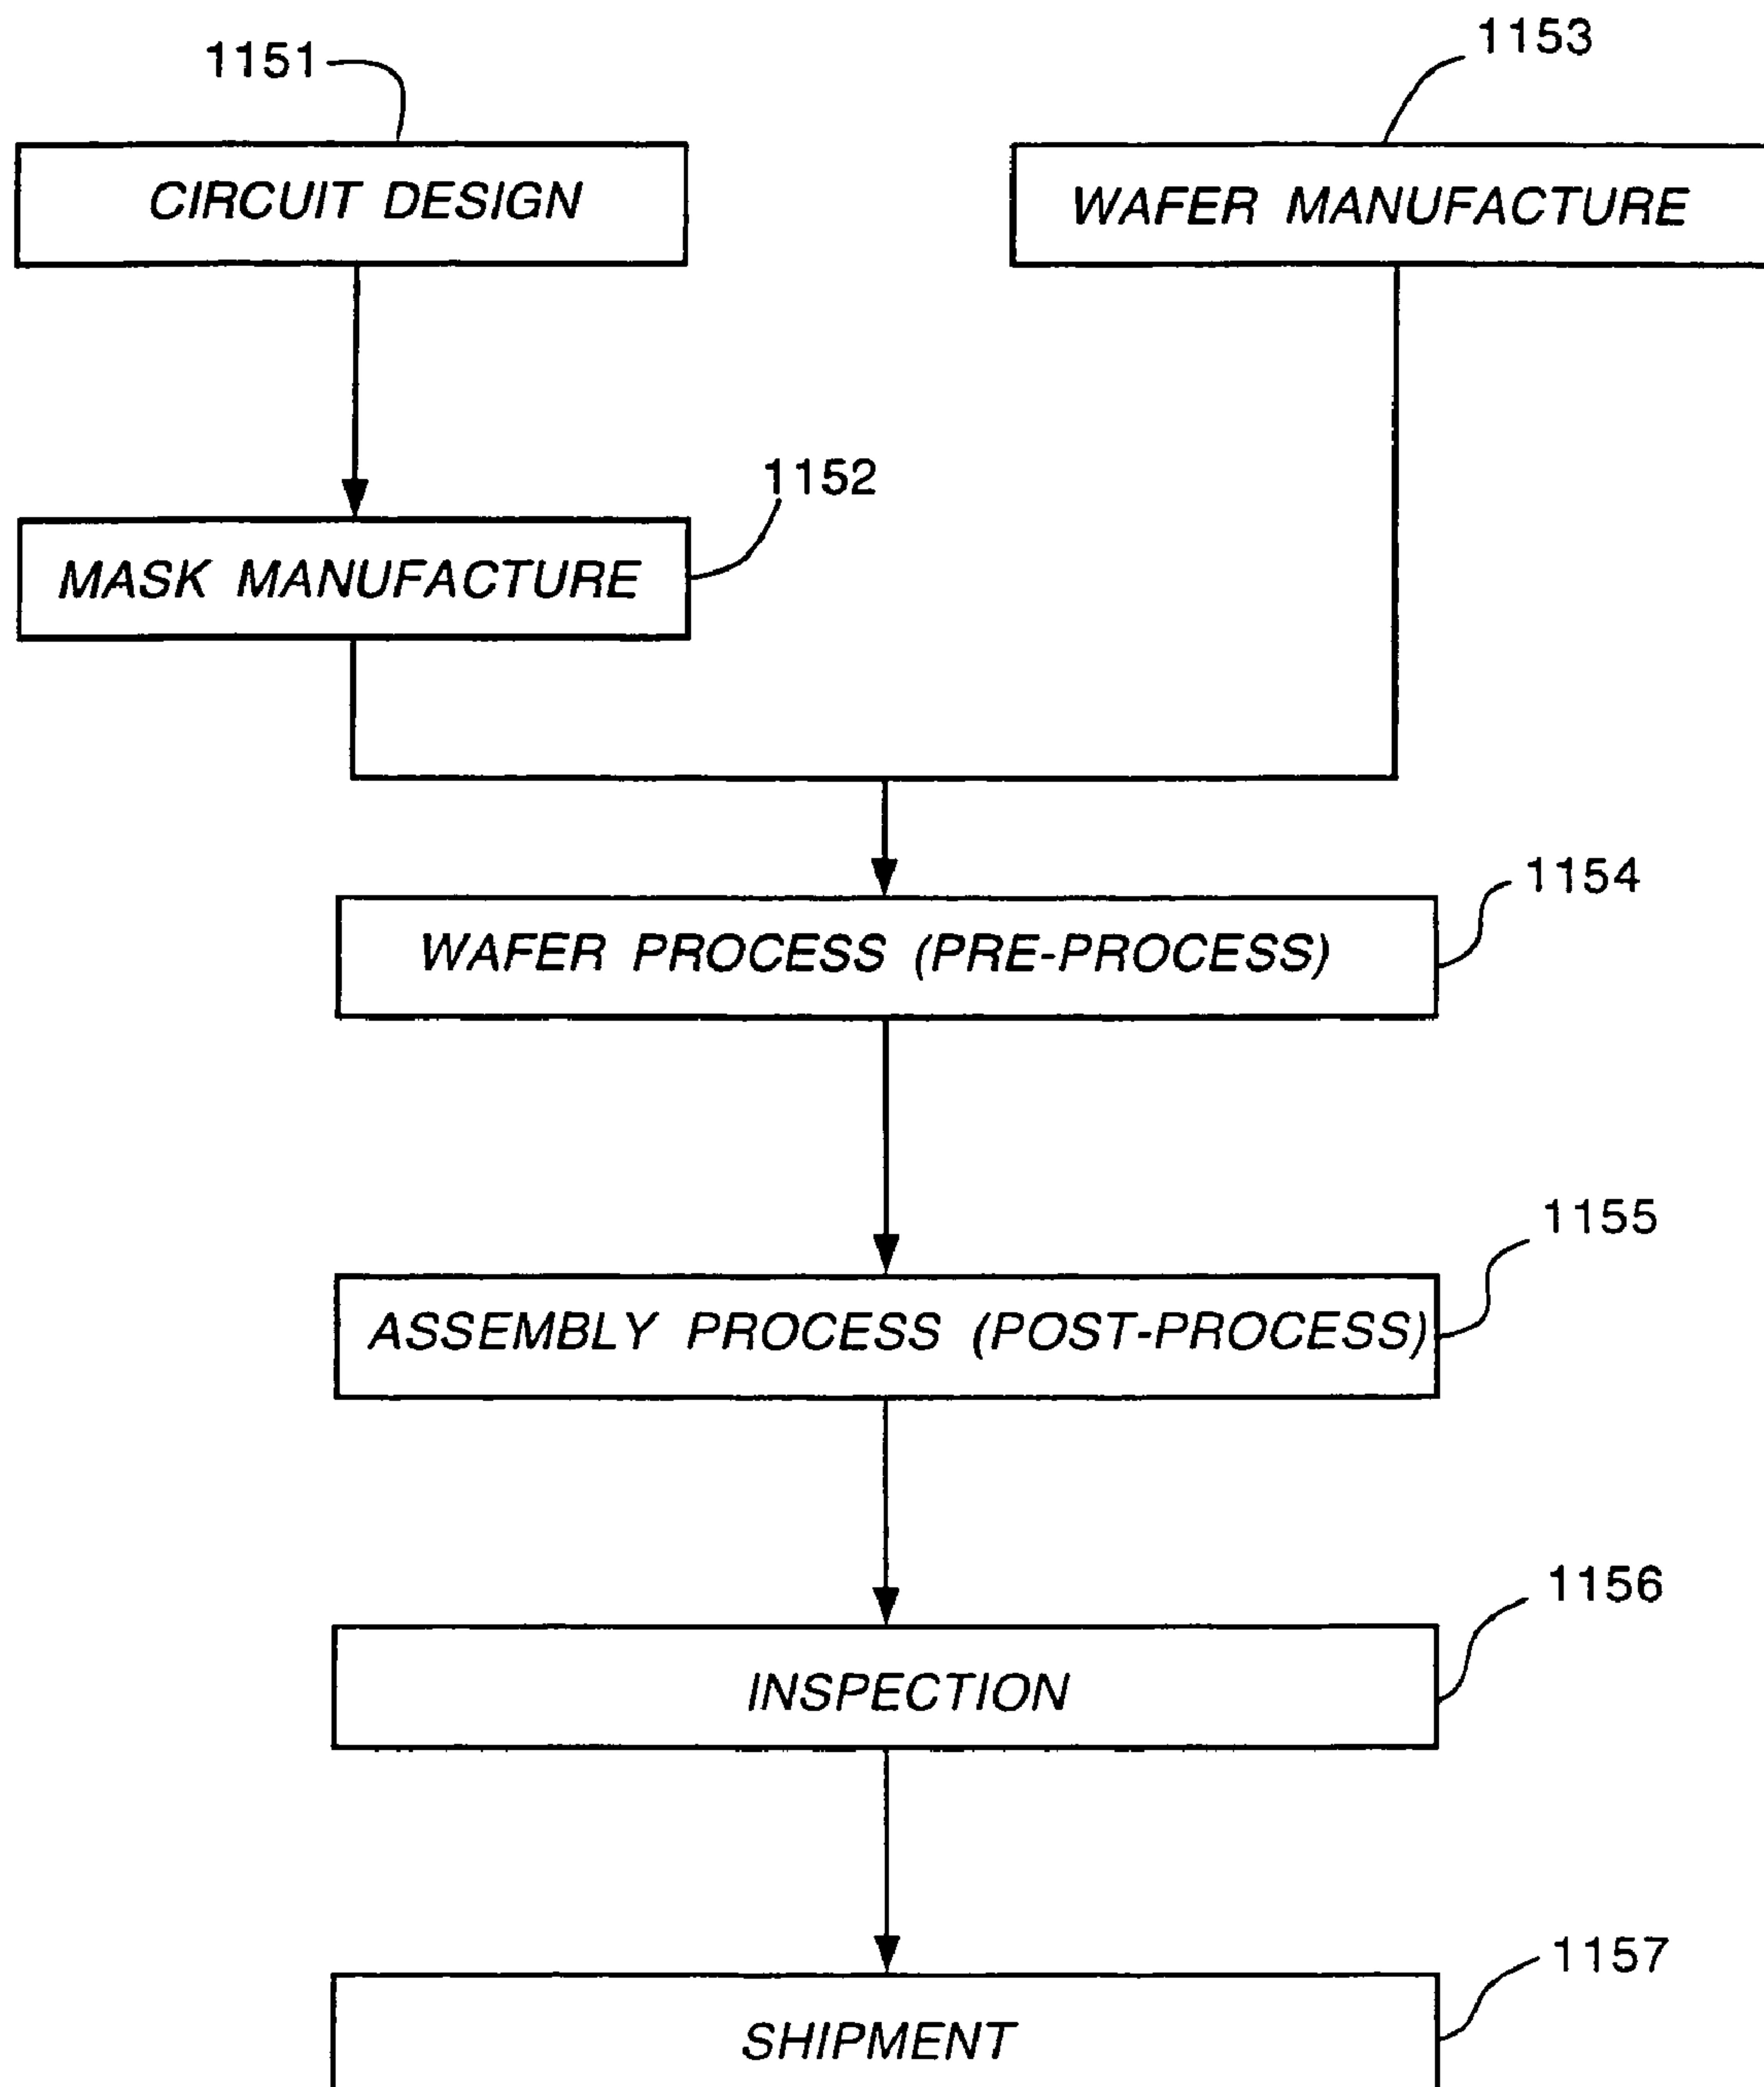 1151
1153
CIRCUIT DESIGN
WAFER MANUFACTURE
1152
MASK MANUFACTURE
1154
WAFER PROCESS (PRE-PROCESS)
1155
ASSEMBLY PROCESS (POST-PROCESS)
1156
INSPECTION
1157
SHIPMENT